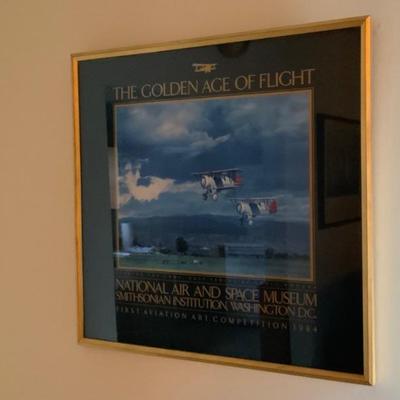 THE GOLDEN AGE OF FLIGHT
NATIONAL AIR AND SPACE MUSEUM
SMITHSONIAN INSTITUTION, WASHINGTON D.C.
FIRST AVIATION ART COMPETITION 1984